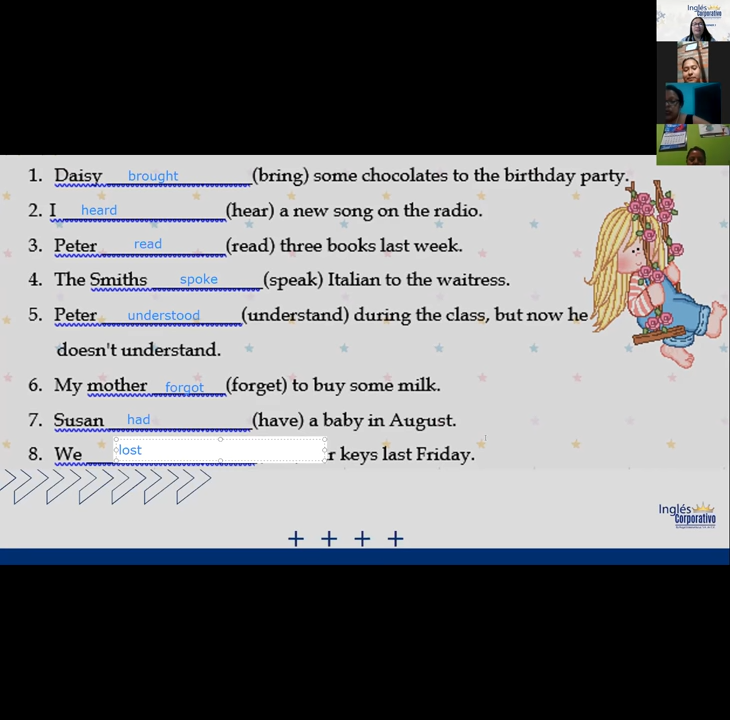 Inglés
Corporativo
1. Daisy brought (bring) some chocolates to the birthday party.
2. I heard (hear) a new song on the radio.
3. Peter read (read) three books last week.
4. The Smiths spoke (speak) Italian to the waitress.
5. Peter understood (understand) during the class, but now he
doesn't understand.
6. My mother forgot (forget) to buy some milk.
7. Susan had (have) a baby in August.
8. We lost r keys last Friday.
Inglés
Corporativo
+ + + +